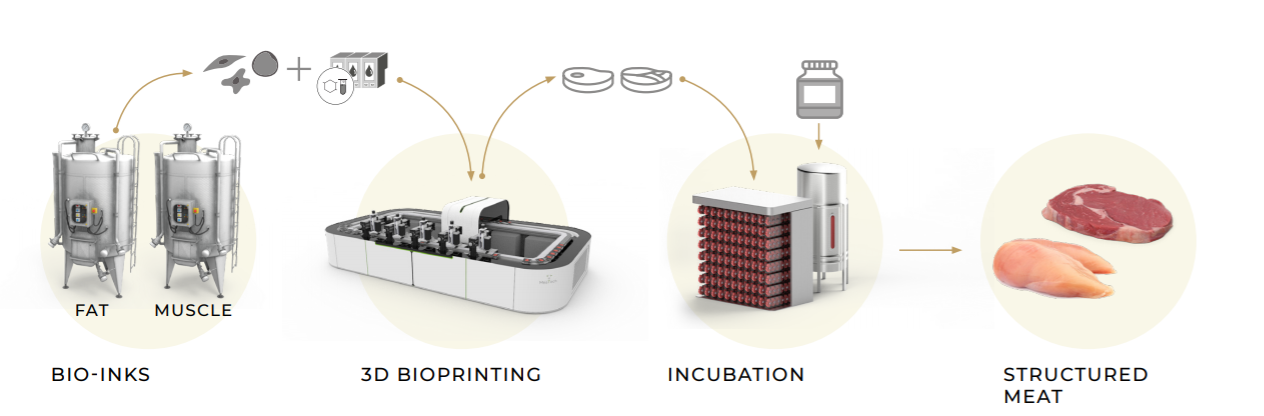 FAT
MUSCLE
BIO-INKS
3D BIOPRINTING
INCUBATION
STRUCTURED
MEAT